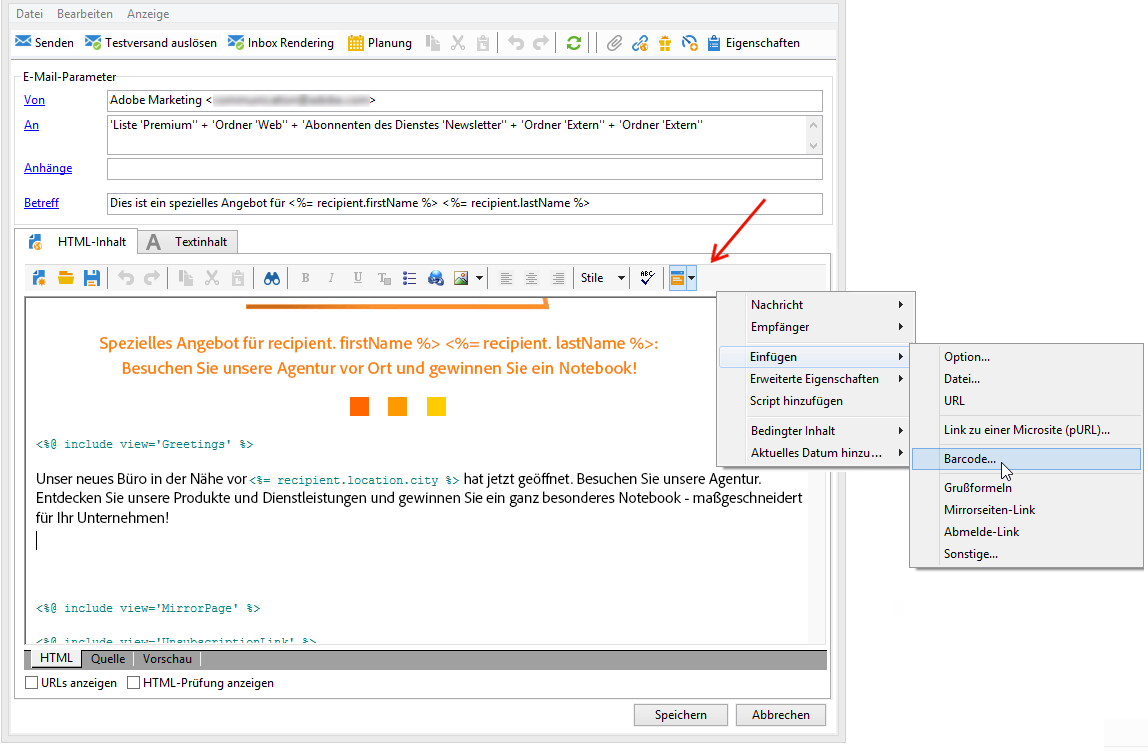 Datei Bearbeiten Anzeige
Senden Testversand auslösen Inbox Rendering Planung Eigenschaften
E-Mail-Parameter
Von Adobe Marketing < >
An 'Liste 'Premium'' + 'Ordner 'Web'' + 'Abonnenten des Dienstes 'Newsletter'' + 'Ordner 'Extern'' + 'Ordner 'Extern''
Anhänge
Betreff Dies ist ein spezielles Angebot für <%= recipient.firstName %> <%= recipient.lastName %>
HTML-Inhalt A Textinhalt
B I U T Stile ABC
Spezielles Angebot für recipient. firstName %> <%= recipient. lastName %>:
Besuchen Sie unsere Agentur vor Ort und gewinnen Sie ein Notebook!
<%@ include view='Greetings' %>
Unser neues Büro in der Nähe vor <%= recipient.location.city %> hat jetzt geöffnet. Besuchen Sie unsere Agentur.
Entdecken Sie unsere Produkte und Dienstleistungen und gewinnen Sie ein ganz besonderes Notebook - maßgeschneidert
für Ihr Unternehmen!
<%@ include view='MirrorPage' %>
<%@ include view='UnsubscriptionLink' %>
HTML Quelle Vorschau
URLs anzeigen HTML-Prüfung anzeigen
Speichern Abbrechen
Nachricht
Empfänger
Einfügen
Erweiterte Eigenschaften
Script hinzufügen
Bedingter Inhalt
Aktuelles Datum hinzu...
Option...
Datei...
URL
Link zu einer Microsite (pURL)...
Barcode...
Grußformeln
Mirrorseiten-Link
Abmelde-Link
Sonstige...